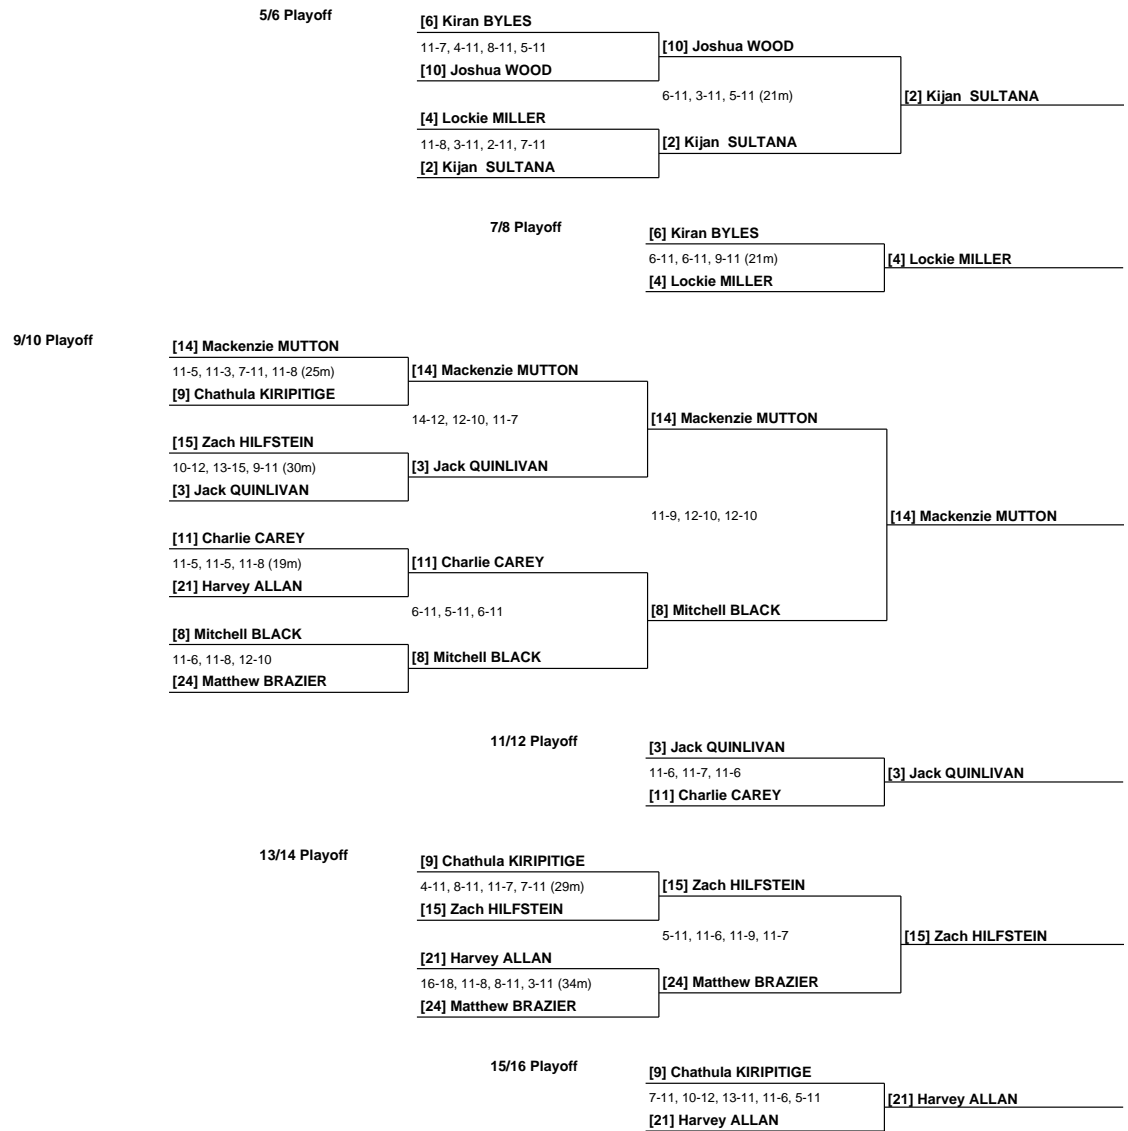 5/6 Playoff
[6] Kiran BYLES
11-7, 4-11, 8-11, 5-11
[10] Joshua WOOD
[10] Joshua WOOD
6-11, 3-11, 5-11 (21m)
[2] Kijan  SULTANA
[4] Lockie MILLER
11-8, 3-11, 2-11, 7-11
[2] Kijan  SULTANA
[2] Kijan  SULTANA
7/8 Playoff
[6] Kiran BYLES
6-11, 6-11, 9-11 (21m)
[4] Lockie MILLER
[4] Lockie MILLER
9/10 Playoff
[14] Mackenzie MUTTON
11-5, 11-3, 7-11, 11-8 (25m)
[9] Chathula KIRIPITIGE
[14] Mackenzie MUTTON
14-12, 12-10, 11-7
[14] Mackenzie MUTTON
[15] Zach HILFSTEIN
10-12, 13-15, 9-11 (30m)
[3] Jack QUINLIVAN
[3] Jack QUINLIVAN
11-9, 12-10, 12-10
[14] Mackenzie MUTTON
[11] Charlie CAREY
11-5, 11-5, 11-8 (19m)
[21] Harvey ALLAN
[11] Charlie CAREY
6-11, 5-11, 6-11
[8] Mitchell BLACK
[8] Mitchell BLACK
11-6, 11-8, 12-10
[24] Matthew BRAZIER
[8] Mitchell BLACK
11/12 Playoff
[3] Jack QUINLIVAN
11-6, 11-7, 11-6
[11] Charlie CAREY
[3] Jack QUINLIVAN
13/14 Playoff
[9] Chathula KIRIPITIGE
4-11, 8-11, 11-7, 7-11 (29m)
[15] Zach HILFSTEIN
[15] Zach HILFSTEIN
5-11, 11-6, 11-9, 11-7
[15] Zach HILFSTEIN
[21] Harvey ALLAN
16-18, 11-8, 8-11, 3-11 (34m)
[24] Matthew BRAZIER
[24] Matthew BRAZIER
15/16 Playoff
[9] Chathula KIRIPITIGE
7-11, 10-12, 13-11, 11-6, 5-11
[21] Harvey ALLAN
[21] Harvey ALLAN